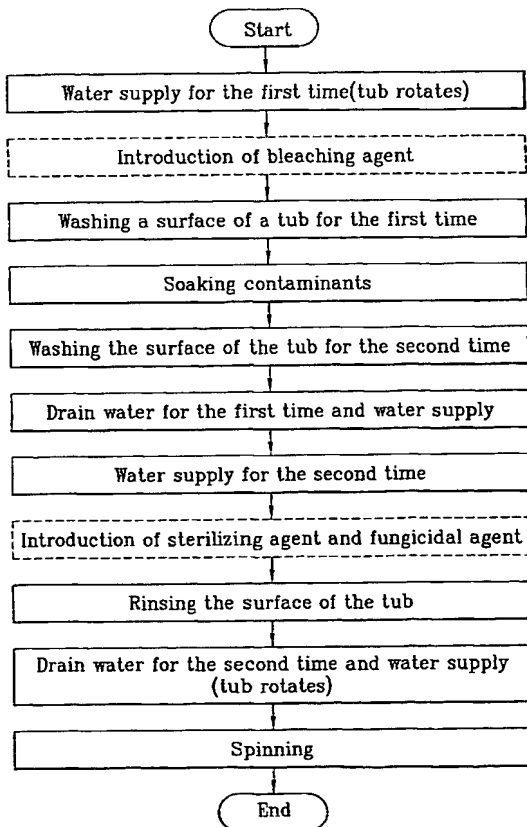 Start
Water supply for the first time(tub rotates)
Introduction of bleaching agent
Washing a surface of a tub for the first time
Soaking contaminants
Washing the surface of the tub for the second time
Drain water for the first time and water supply
Water supply for the second time
Introduction of sterilizing agent and fungicidal agent
Rinsing the surface of the tub
Drain water for the second time and water supply
(tub rotates)
Spinning
End